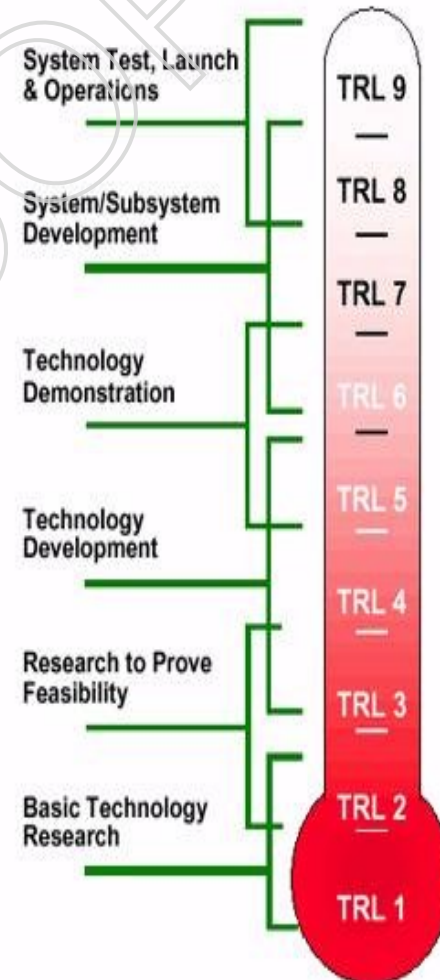 System Test, Launch
& Operations
System/Subsystem
Development
Technology
Demonstration
Technology
Development
Research to Prove
Feasibility
Basic Technology
Research
TRL 9
TRL 8
TRL 7
TRL 6
TRL 5
TRL 4
TRL 3
TRL 2
TRL 1